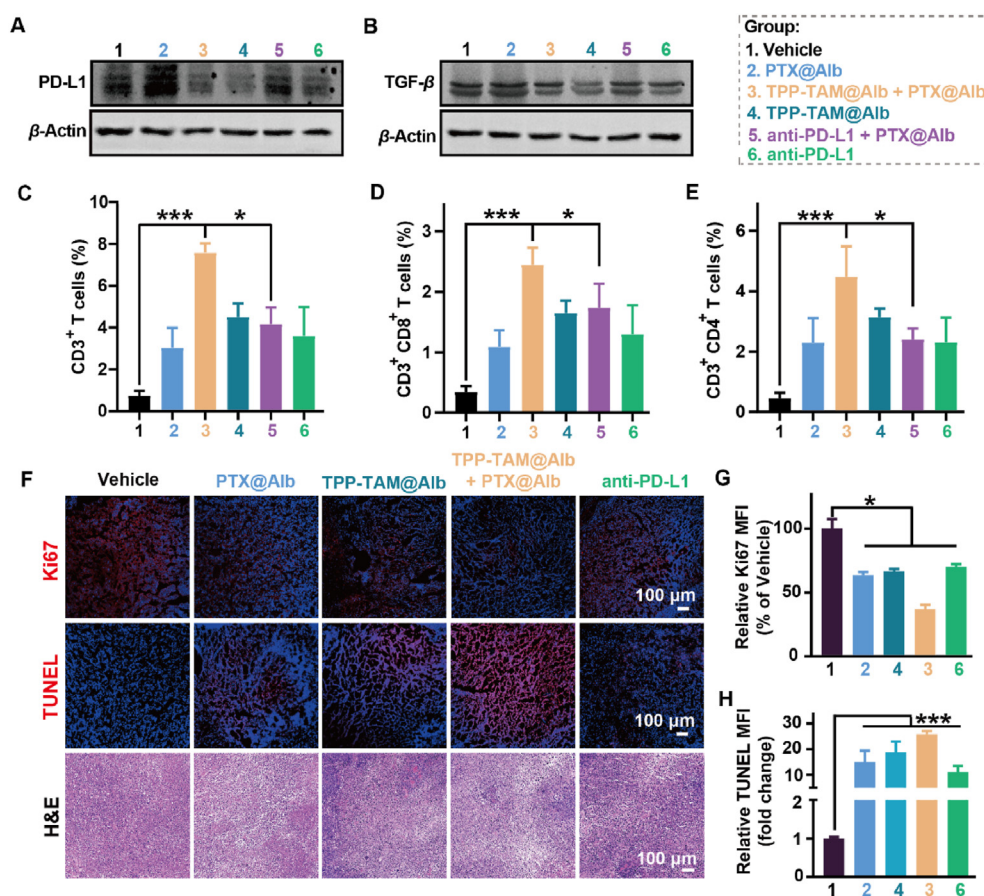 A
1 2 3 4 5 6
PD-L1
β-Actin
B
1 2 3 4 5 6
TGF-β
β-Actin
Group:
1. Vehicle
2. PTX@Alb
3. TPP-TAM@Alb + PTX@Alb
4. TPP-TAM@Alb
5. anti-PD-L1 + PTX@Alb
6. anti-PD-L1
C
CD3+ T cells (%)
10
8
6
4
2
0
*** *
1 2 3 4 5 6
D
CD3+ CD8+ T cells (%)
3
2
1
0
*** *
1 2 3 4 5 6
E
CD3+ CD4+ T cells (%)
6
4
2
0
*** *
1 2 3 4 5 6
F
Vehicle
PTX@Alb
TPP-TAM@Alb
TPP-TAM@Alb
+ PTX@Alb
anti-PD-L1
Ki67
100 μm
TUNEL
100 μm
H&E
100 μm
G
Relative Ki67 MFI
(% of Vehicle)
100
50
0
*
1 2 4 3 6
H
Relative TUNEL MFI
(fold change)
30
20
10
2
1
0
***
1 2 4 3 6